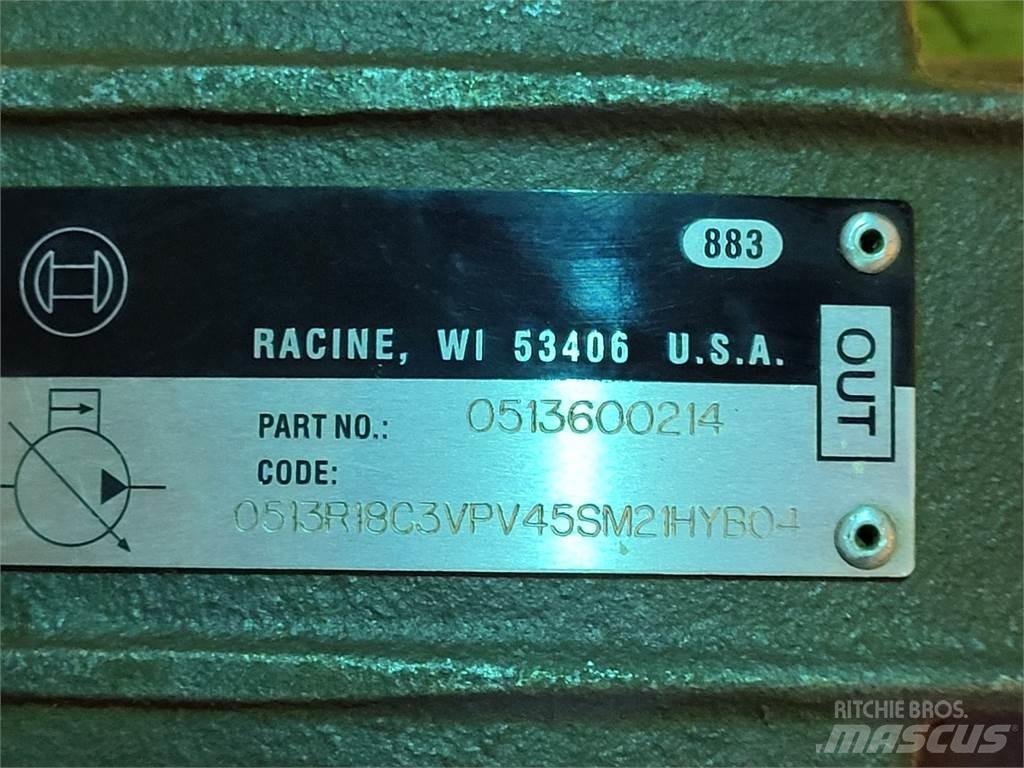 883
RACINE, WI 53406 U.S.A.
OUT
PART NO.: 0513600214
CODE:
0513R18C3VPV45SM21HYB04
RITCHIE BROS.
MASCUS